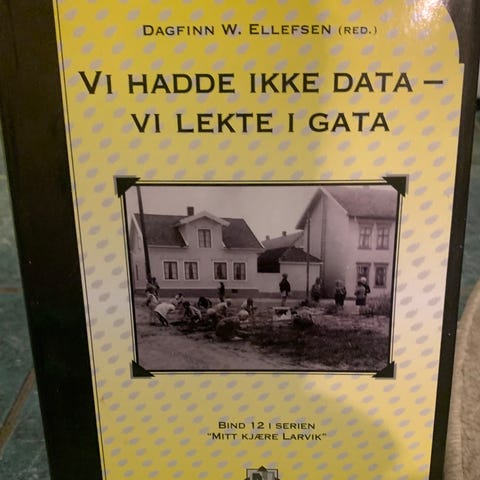 DAGFINN W. ELLEFSEN (RED.)
VI HADDE IKKE DATA –
VI LEKTE I GATA
BIND 12 I SERIEN
"MITT KJÆRE LARVIK"